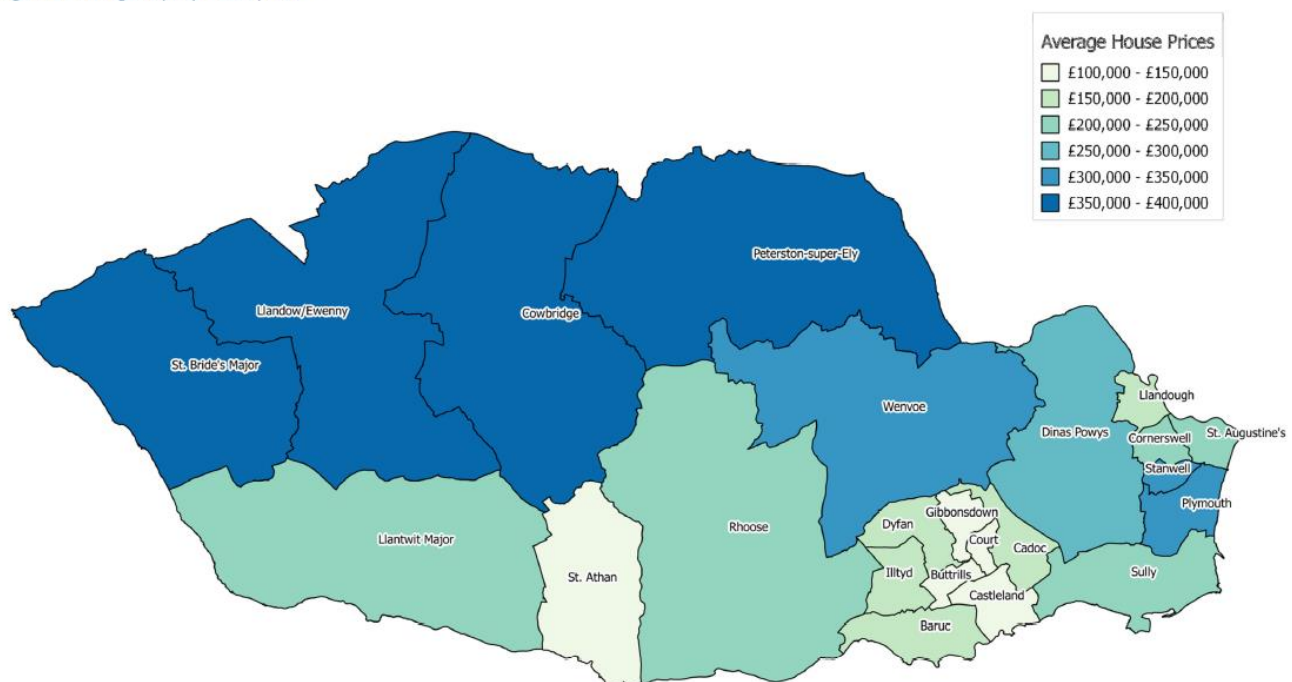 Average House Prices
£100,000 - £150,000
£150,000 - £200,000
£200,000 - £250,000
£250,000 - £300,000
£300,000 - £350,000
£350,000 - £400,000
Peterston-super-Ely
Llandow/Ewenny
Cowbridge
St. Bride's Major
Wenvoe
Llandough
Dinas Powys
Cornerswell
St. Augustine's
Stanwell
Plymouth
Llantwit Major
Rhoose
St. Athan
Dyfan
Gibbonsdown
Court
Cadoc
Illtyd
Buttrills
Castleland
Sully
Baruc